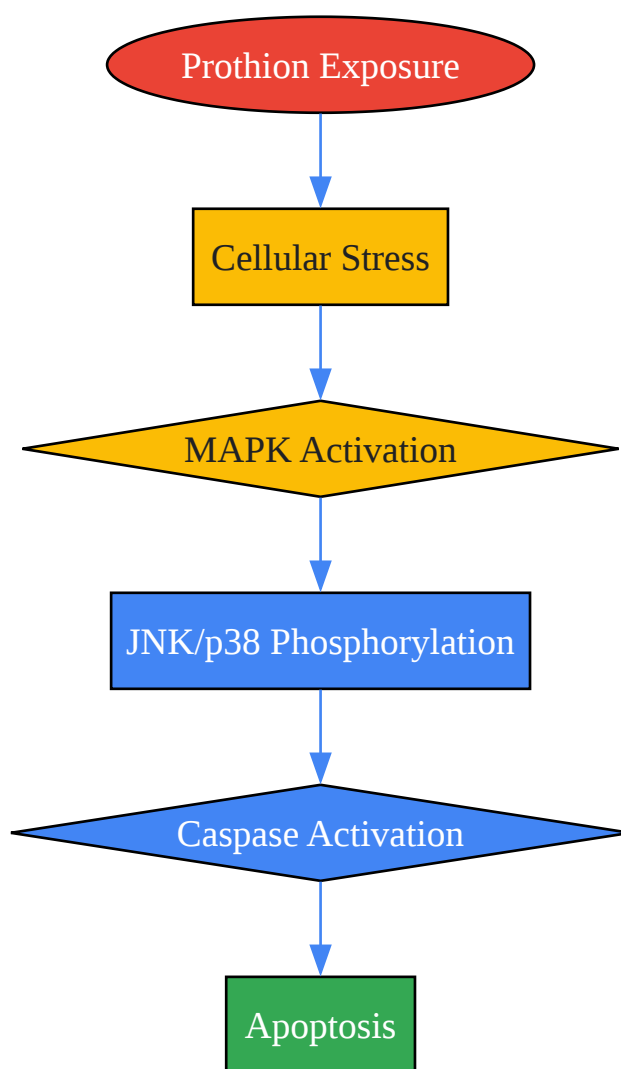 Prothion Exposure
Cellular Stress
MAPK Activation
JNK/p38 Phosphorylation
Caspase Activation
Apoptosis